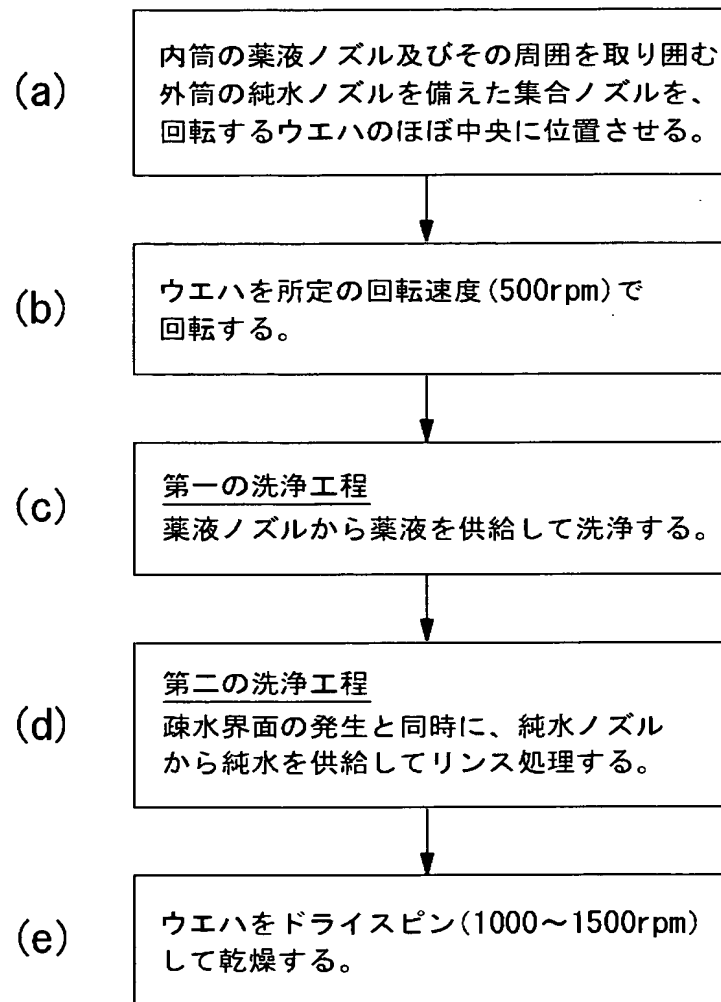 (a)
内筒の薬液ノズル及びその周囲を取り囲む
外筒の純水ノズルを備えた集合ノズルを、
回転するウエハのほぼ中央に位置させる。
(b)
ウエハを所定の回転速度(500rpm)で
回転する。
(c)
第一の洗浄工程
薬液ノズルから薬液を供給して洗浄する。
(d)
第二の洗浄工程
疎水界面の発生と同時に、純水ノズル
から純水を供給してリンス処理する。
(e)
ウエハをドライスピン(1000～1500rpm)
して乾燥する。